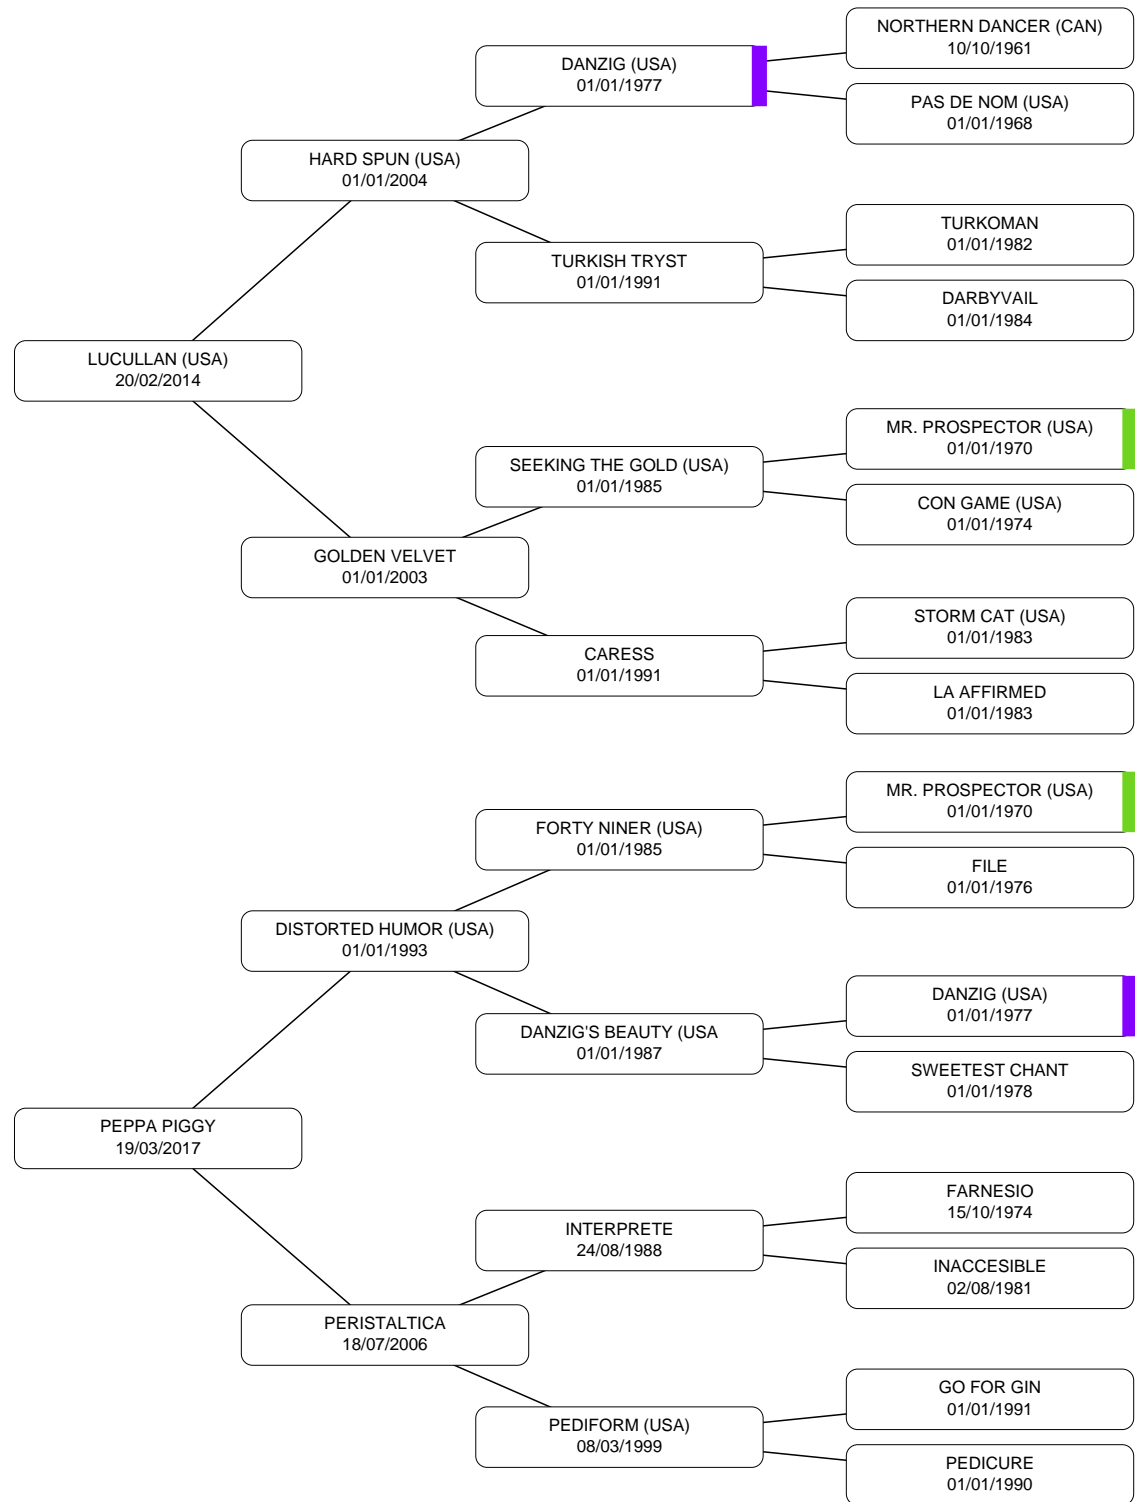 NORTHERN DANCER (CAN)
10/10/1961
DANZIG (USA)
01/01/1977
PAS DE NOM (USA)
01/01/1968
HARD SPUN (USA)
01/01/2004
TURKOMAN
01/01/1982
TURKISH TRYST
01/01/1991
DARBYVAIL
01/01/1984
LUCULLAN (USA)
20/02/2014
MR. PROSPECTOR (USA)
01/01/1970
SEEKING THE GOLD (USA)
01/01/1985
CON GAME (USA)
01/01/1974
GOLDEN VELVET
01/01/2003
STORM CAT (USA)
01/01/1983
CARESS
01/01/1991
LA AFFIRMED
01/01/1983
MR. PROSPECTOR (USA)
01/01/1970
FORTY NINER (USA)
01/01/1985
FILE
01/01/1976
DISTORTED HUMOR (USA)
01/01/1993
DANZIG (USA)
01/01/1977
DANZIG'S BEAUTY (USA
01/01/1987
SWEETEST CHANT
01/01/1978
PEPPA PIGGY
19/03/2017
FARNESIO
15/10/1974
INTERPRETE
24/08/1988
INACCESIBLE
02/08/1981
PERISTALTICA
18/07/2006
GO FOR GIN
01/01/1991
PEDIFORM (USA)
08/03/1999
PEDICURE
01/01/1990